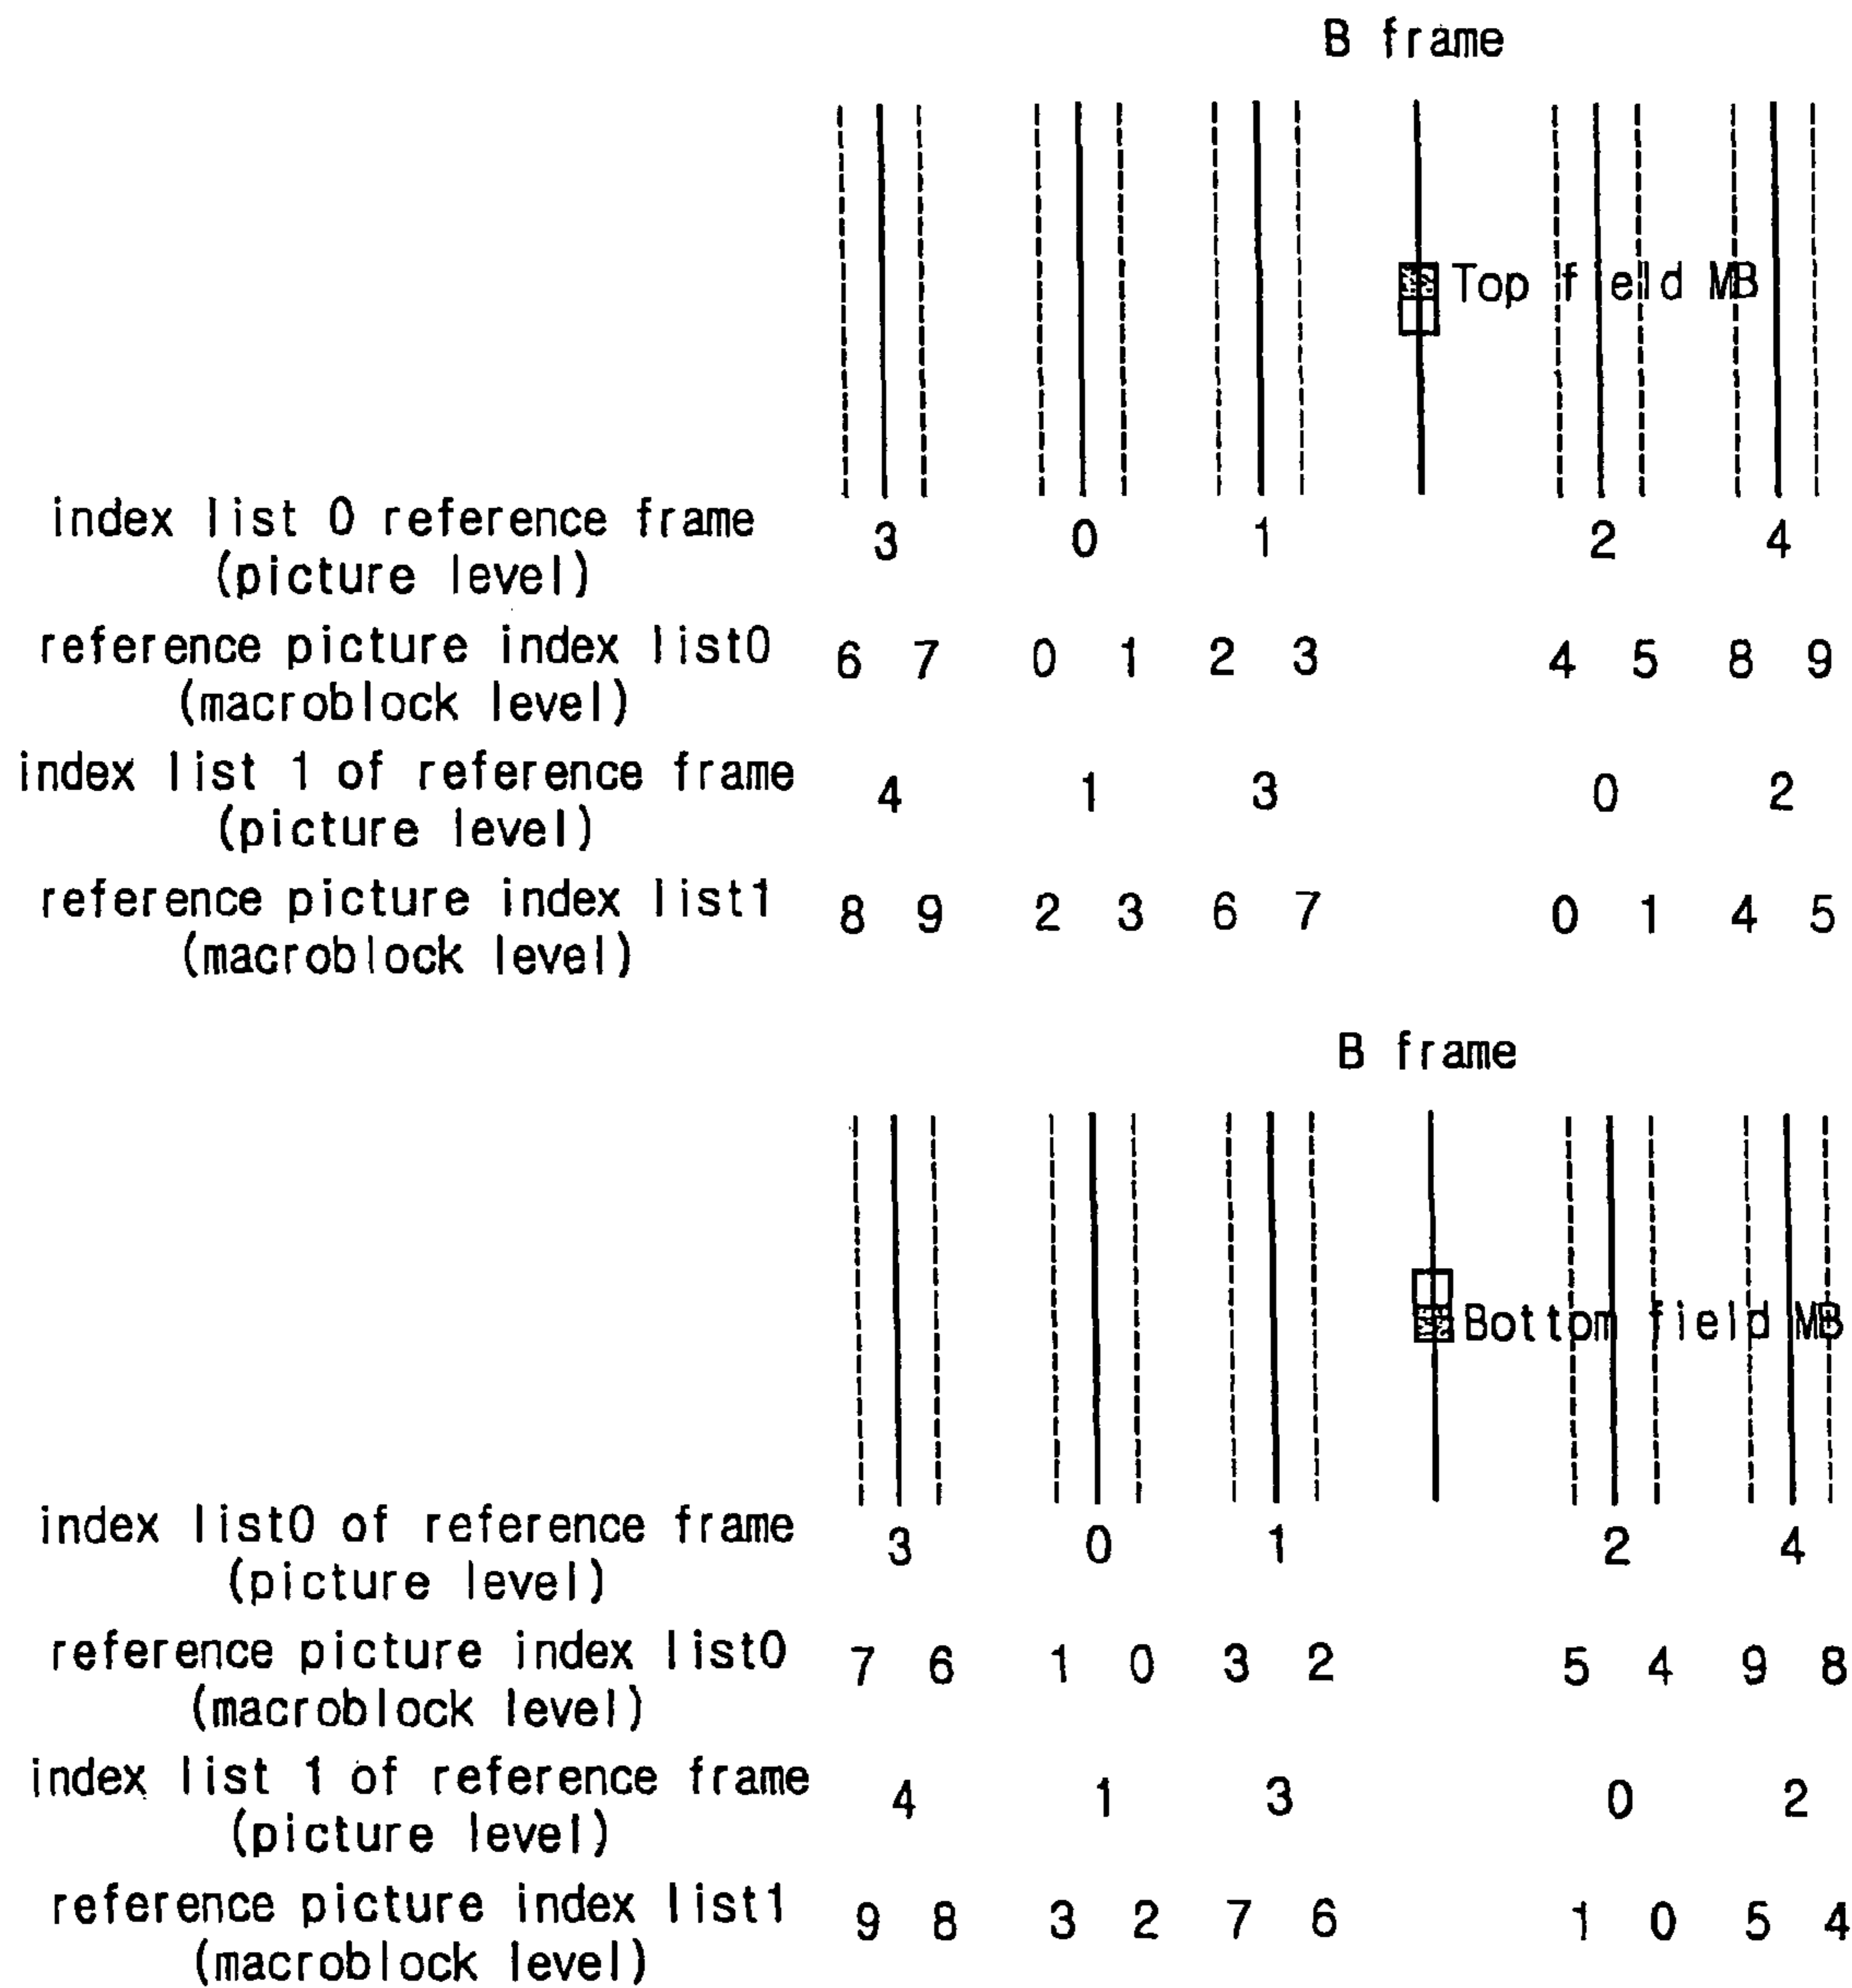 B frame
Top field MB
index list 0 reference frame 3 0 1 2 4
(picture level)
reference picture index list0 6 7 0 1 2 3 4 5 8 9
(macroblock level)
index list 1 of reference frame 4 1 3 0 2
(picture level)
reference picture index list1 8 9 2 3 6 7 0 1 4 5
(macroblock level)
B frame
Bottom field MB
index list0 of reference frame 3 0 1 2 4
(picture level)
reference picture index list0 7 6 1 0 3 2 5 4 9 8
(macroblock level)
index list 1 of reference frame 4 1 3 0 2
(picture level)
reference picture index list1 9 8 3 2 7 6 1 0 5 4
(macroblock level)